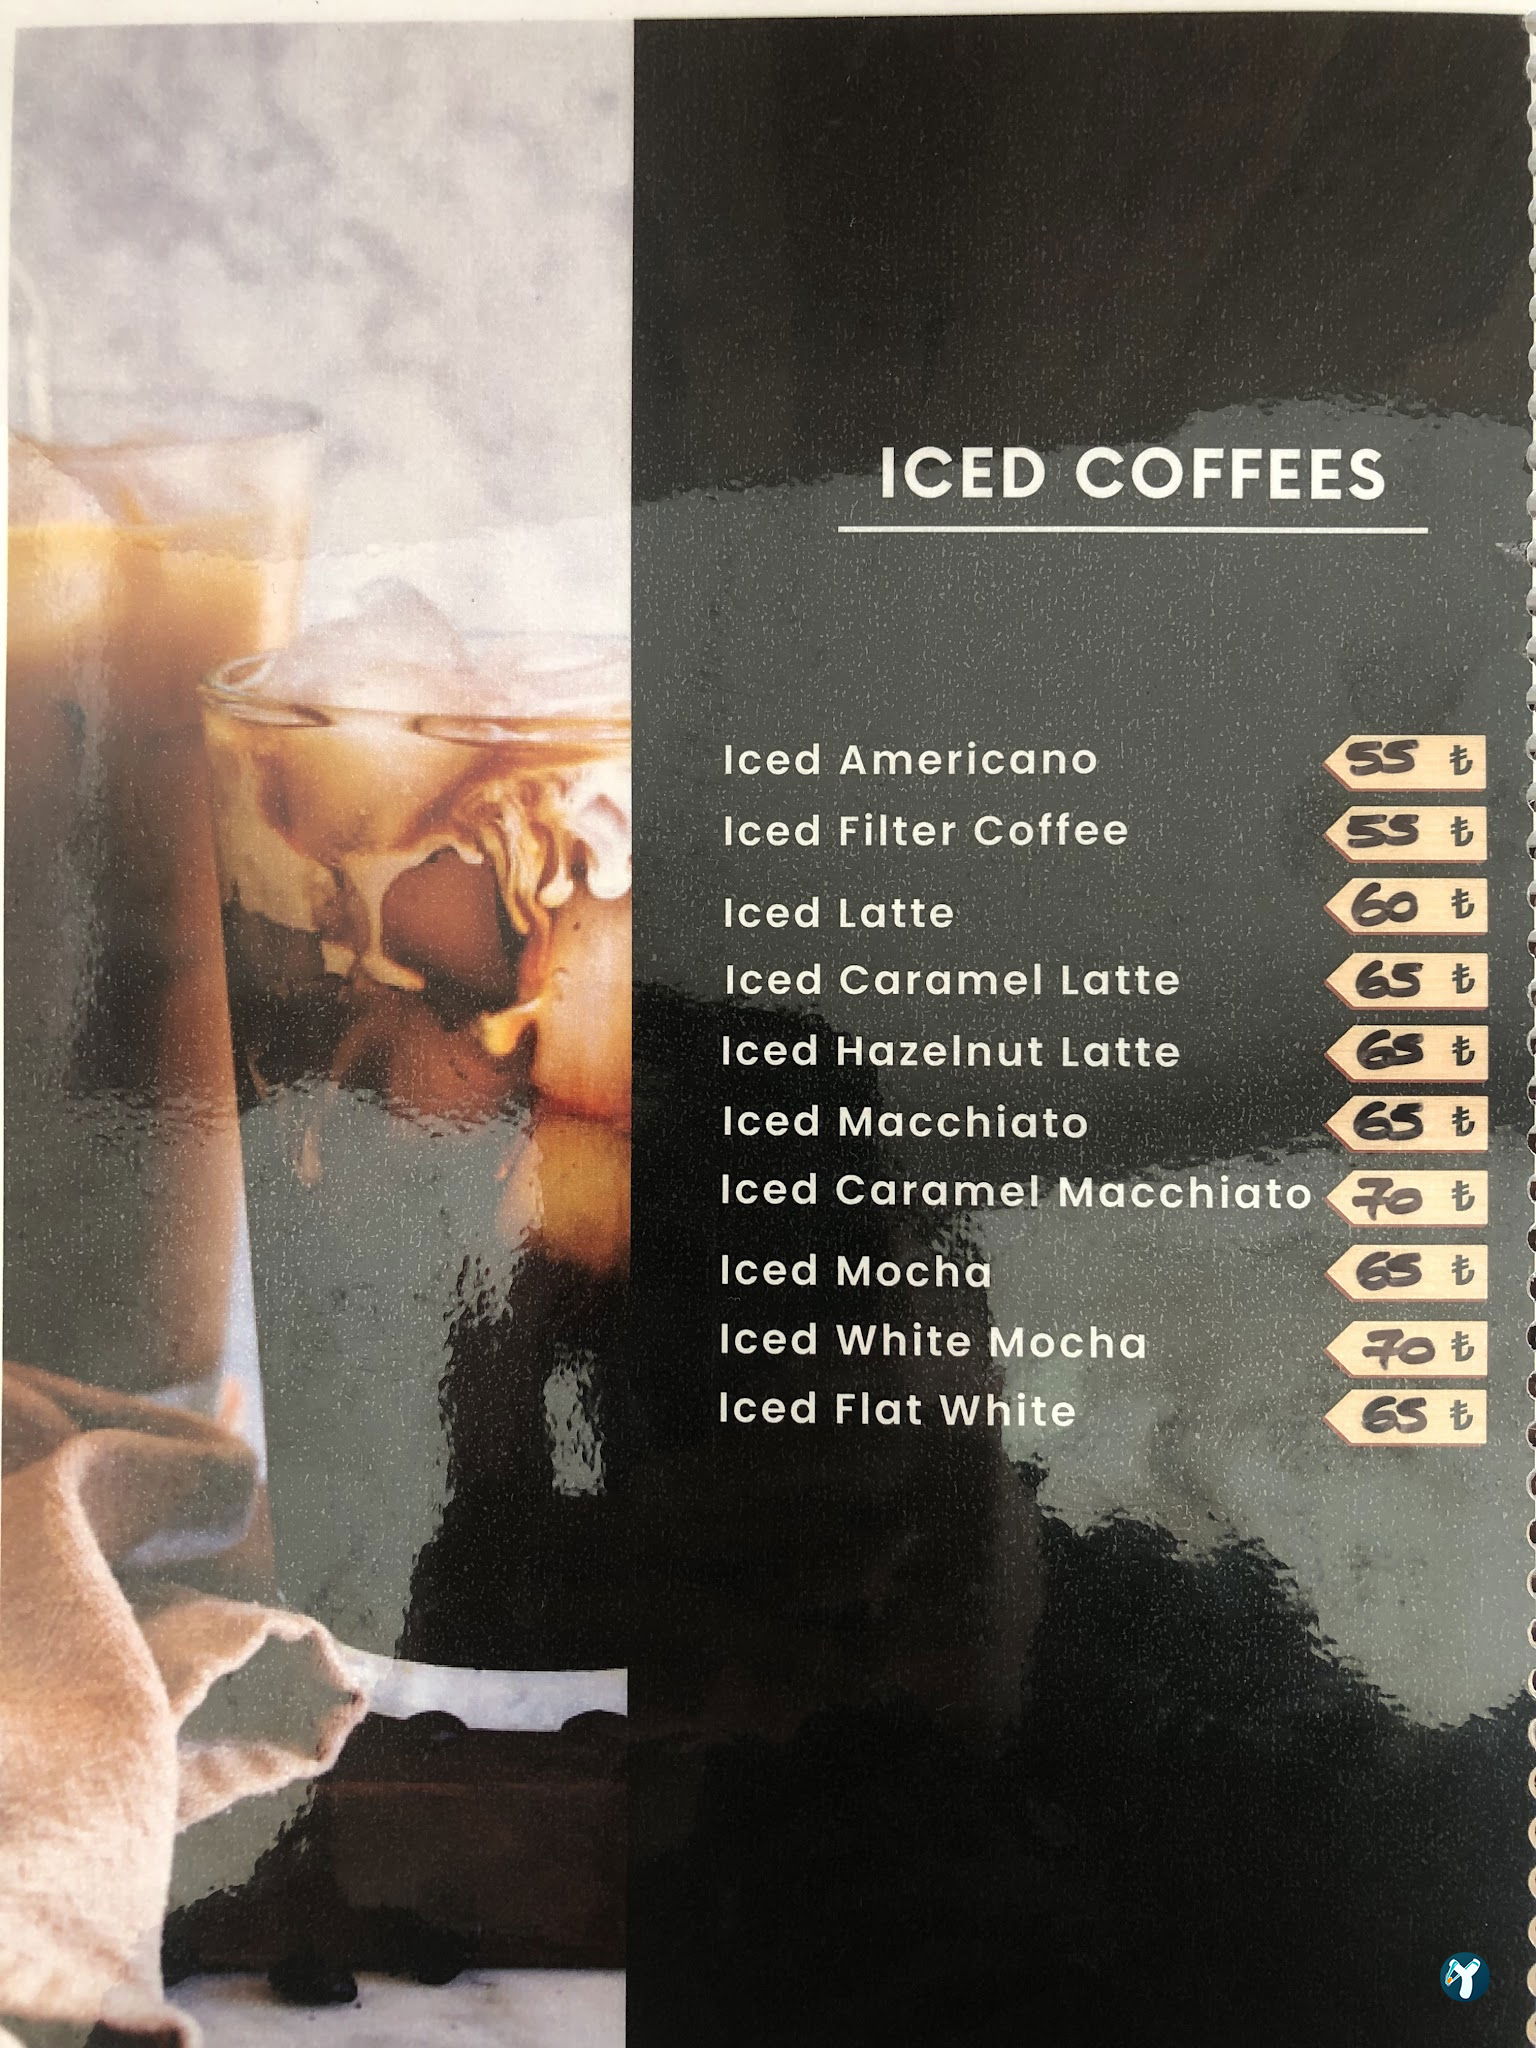 ICED COFFEES
Iced Americano 55 ₺
Iced Filter Coffee 55 ₺
Iced Latte 60 ₺
Iced Caramel Latte 65 ₺
Iced Hazelnut Latte 65 ₺
Iced Macchiato 65 ₺
Iced Caramel Macchiato 70 ₺
Iced Mocha 65 ₺
Iced White Mocha 70 ₺
Iced Flat White 65 ₺